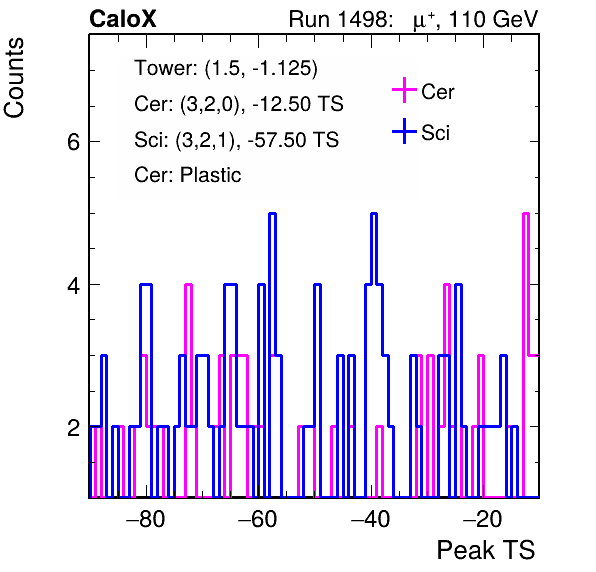 CaloX Run 1498: μ⁺, 110 GeV
Counts
Tower: (1.5, -1.125)
Cer: (3,2,0), -12.50 TS
Sci: (3,2,1), -57.50 TS
Cer: Plastic
Cer
Sci
6
4
2
−80 −60 −40 −20
Peak TS